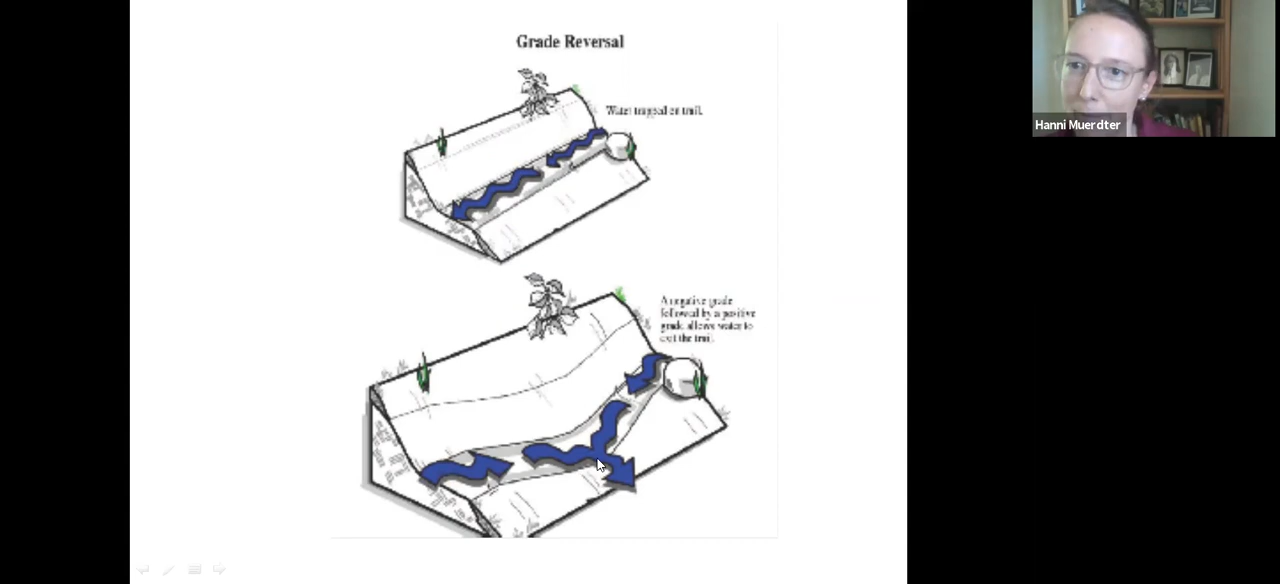 Grade Reversal
Water trapped on trail.
A negative grade
followed by a positive
grade allows water to
exit the trail.
Hanni Muerdter